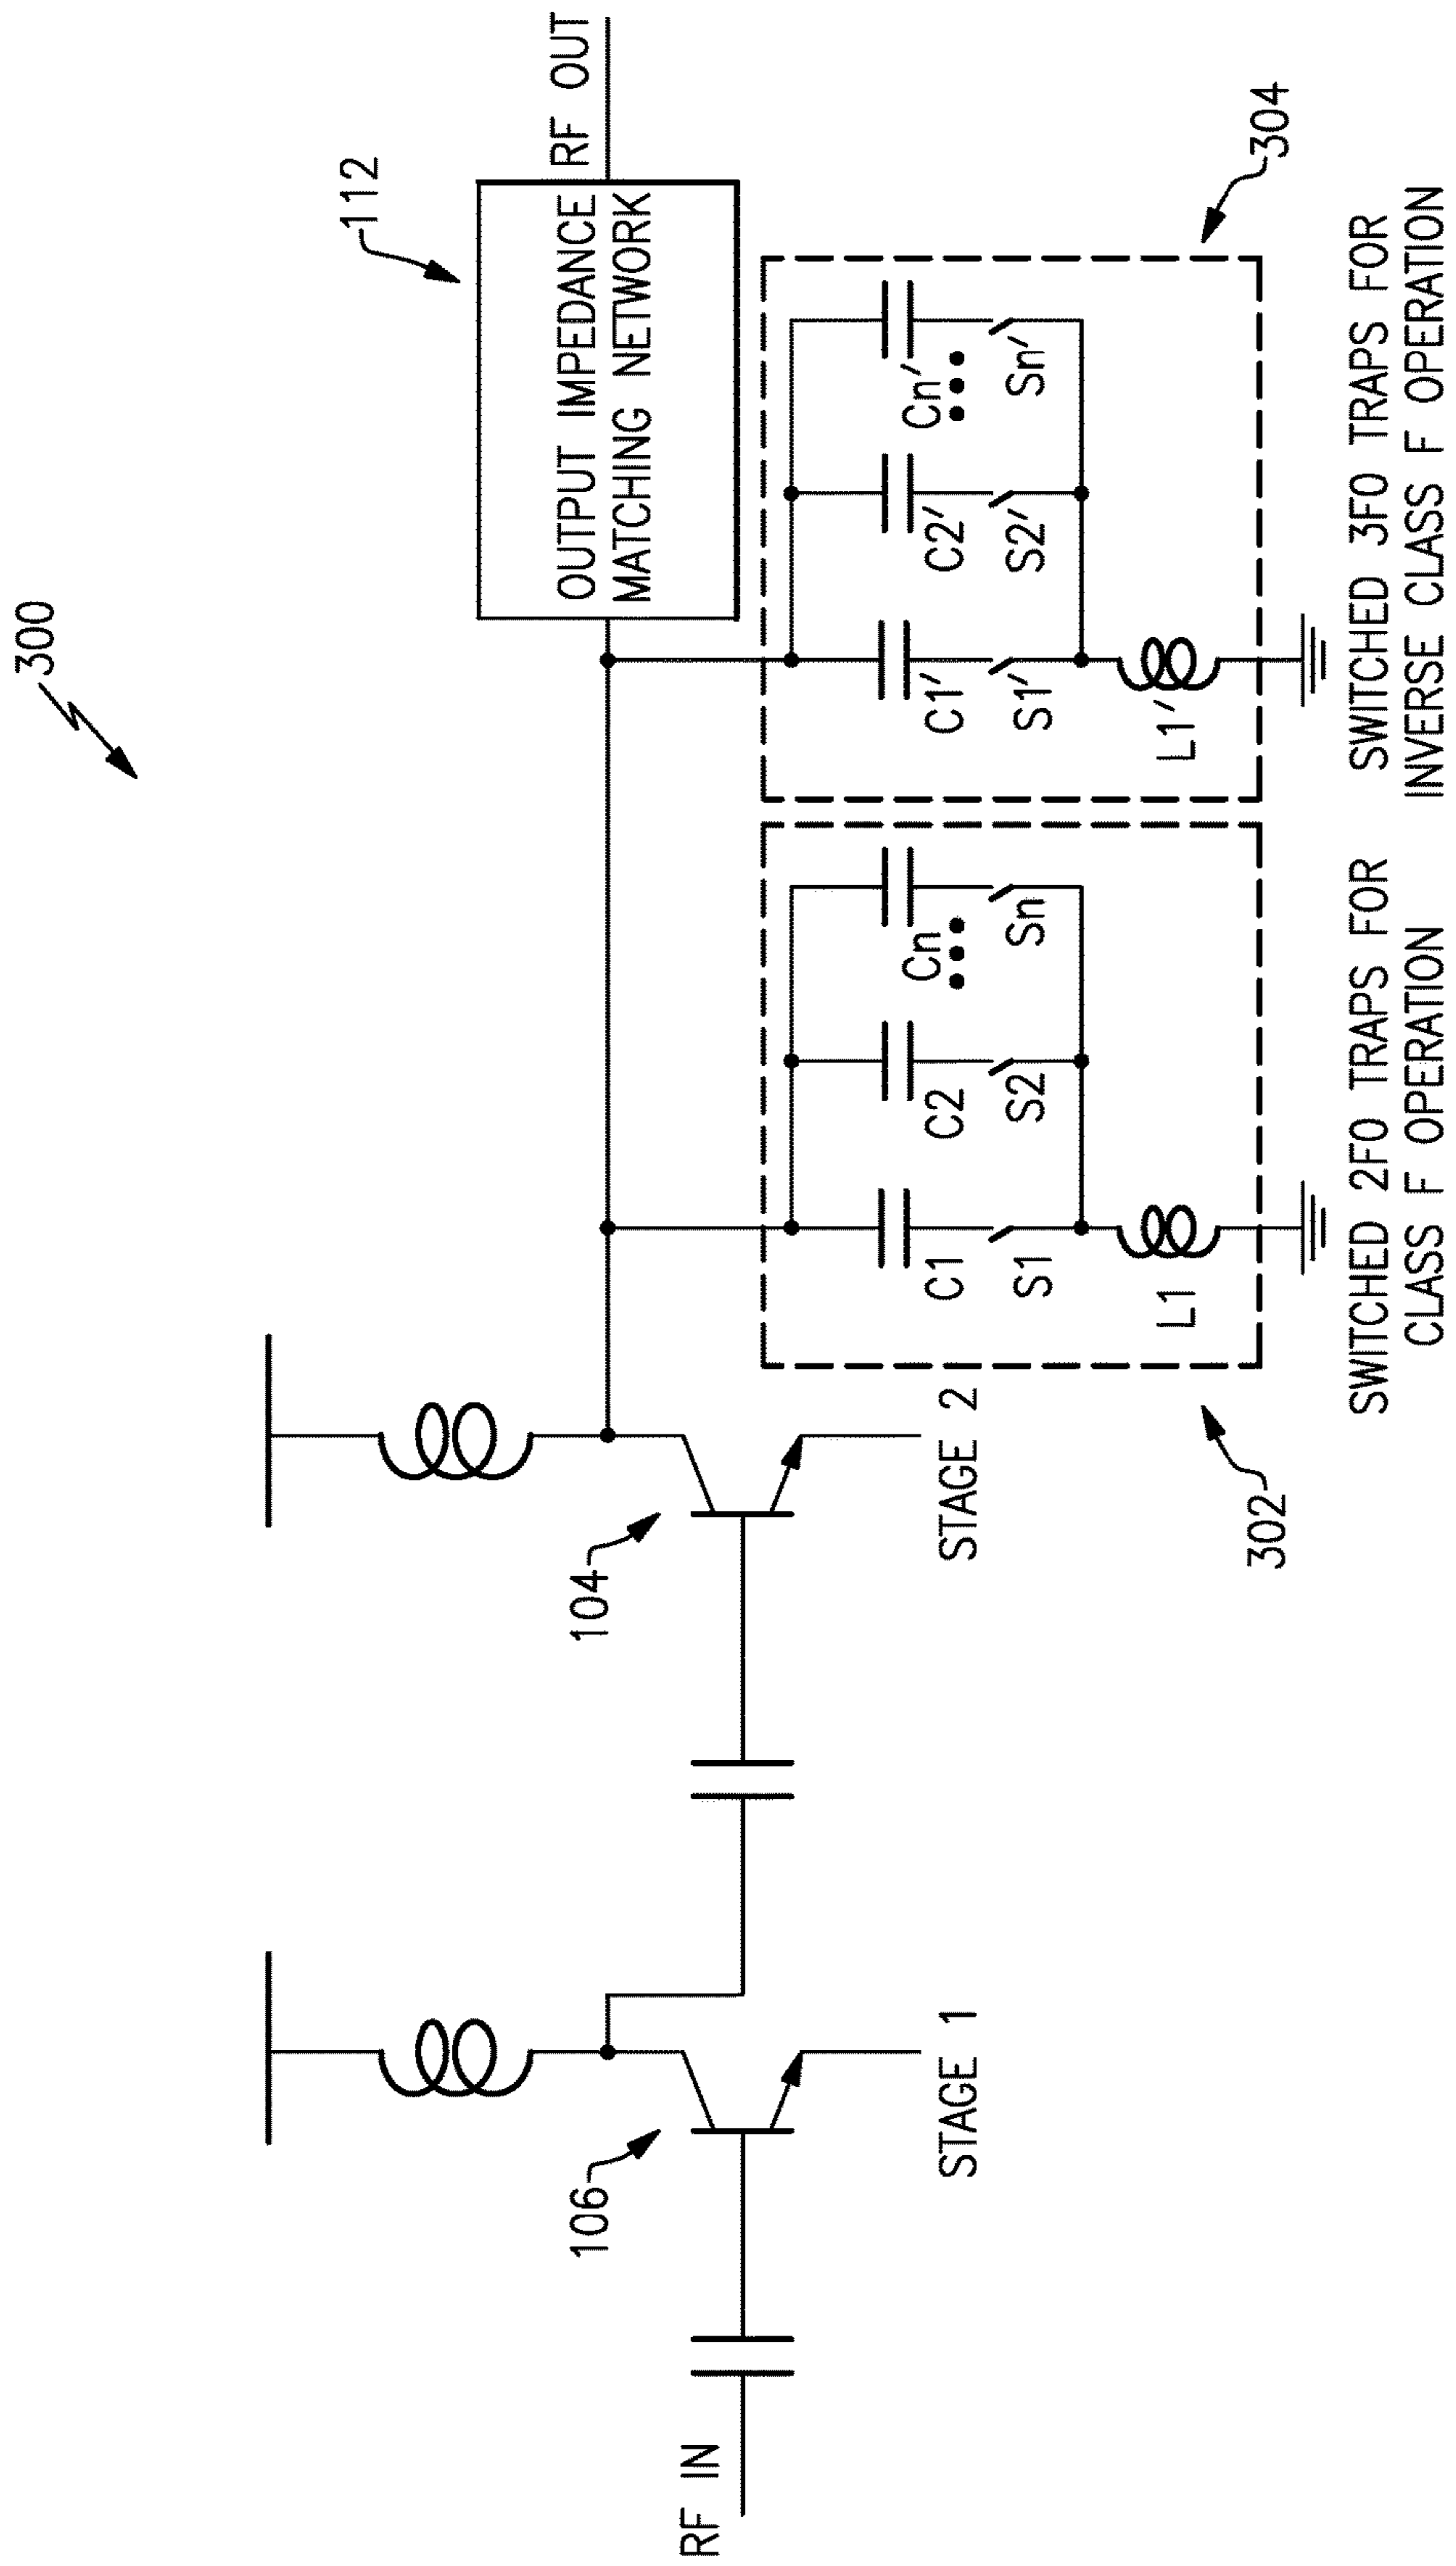 300
112
RF OUT
OUTPUT IMPEDANCE
MATCHING NETWORK
104
106
RF IN
STAGE 1
STAGE 2
C1
C2
Cn
S1
S2
Sn
L1
302
C1′
C2′
Cn′
S1′
S2′
Sn′
L1′
304
SWITCHED 2F0 TRAPS FOR
CLASS F OPERATION
SWITCHED 3F0 TRAPS FOR
INVERSE CLASS F OPERATION